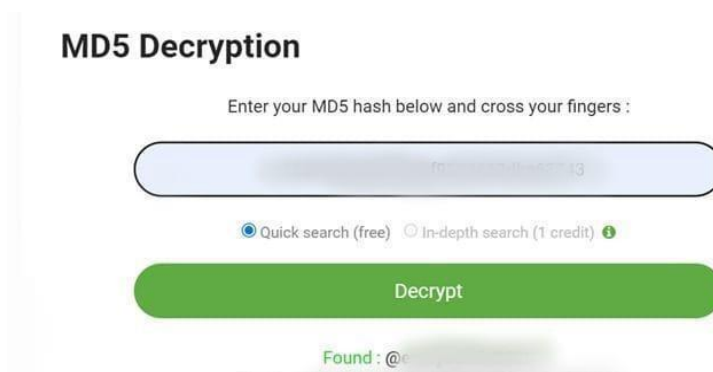 MD5 Decryption
Enter your MD5 hash below and cross your fingers :
Quick search (free) In-depth search (1 credit)
Decrypt
Found :